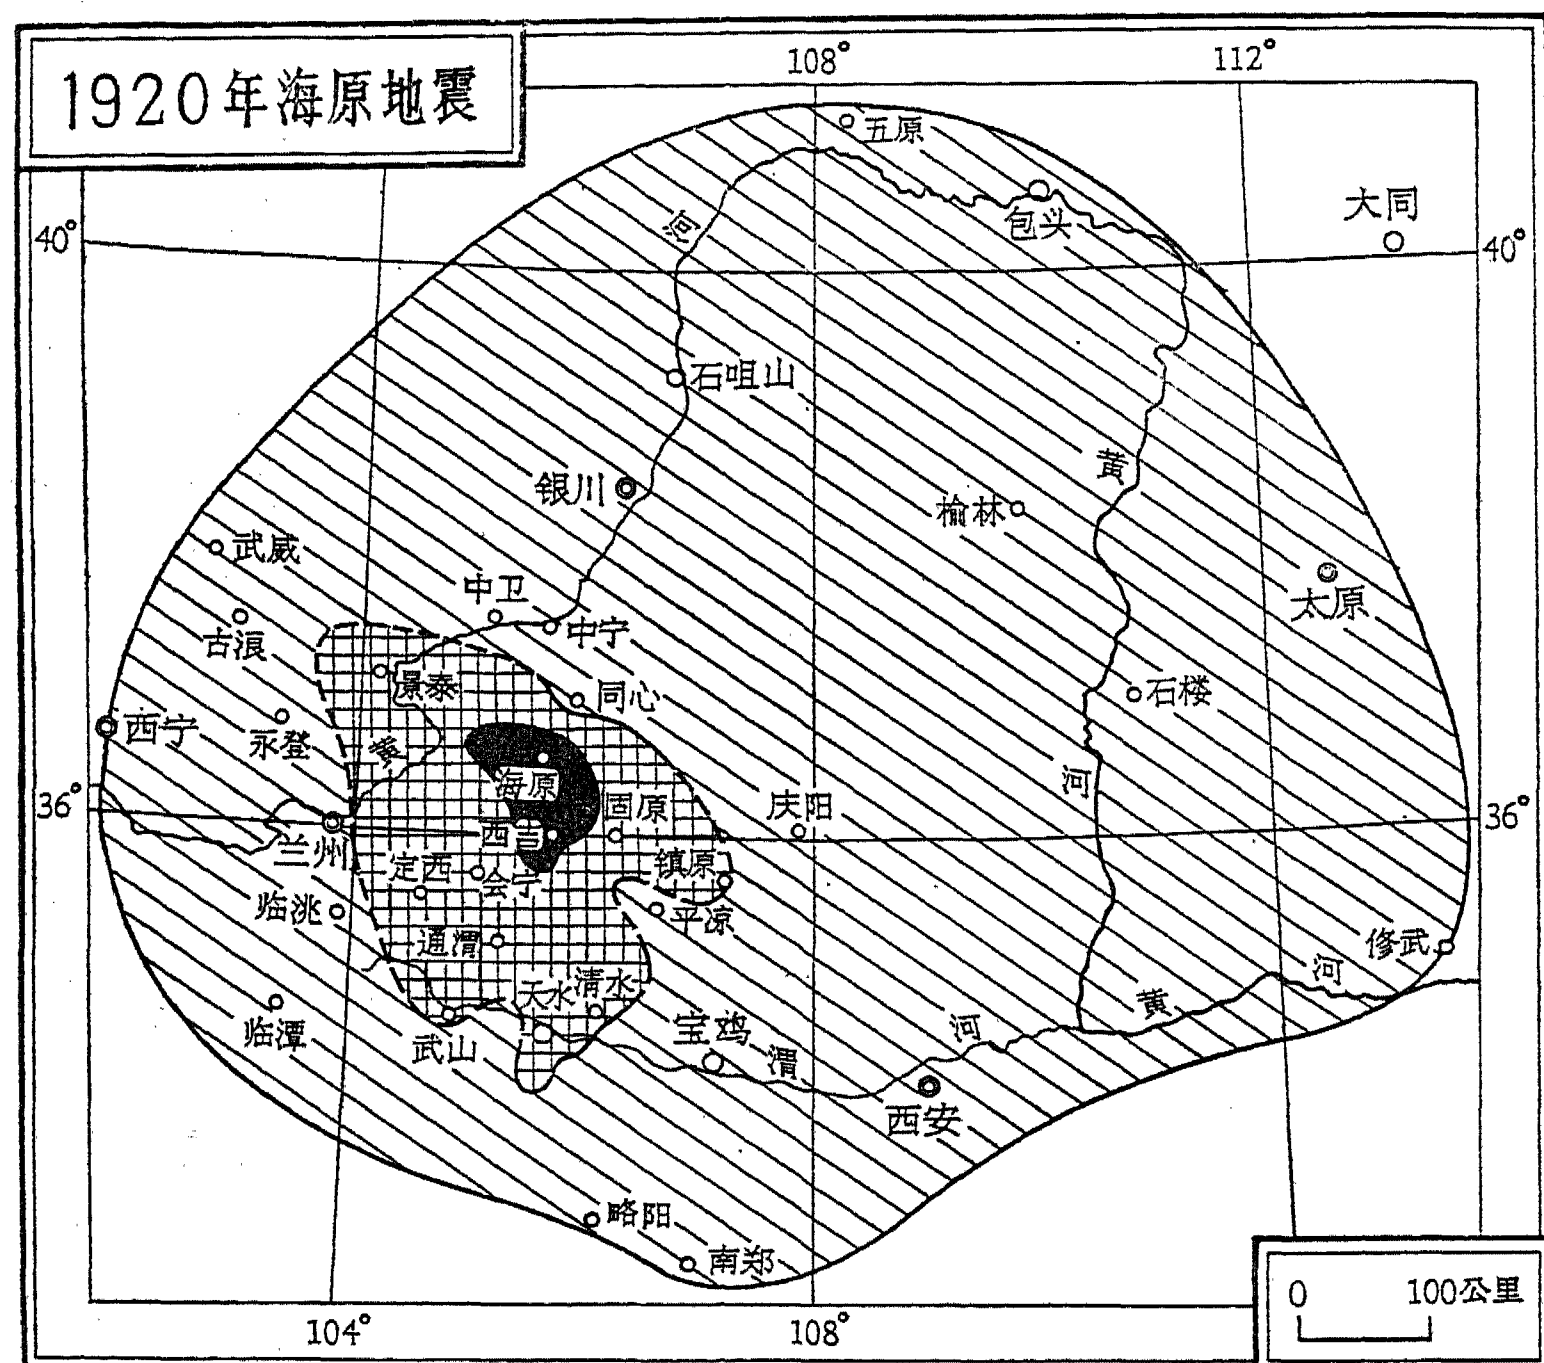 1920年海原地震
108°
112°
五原
大同
河
包头
40°
40°
石咀山
黄
银川
榆林
武威
中卫
太原
古浪
中宁
景泰
同心
石楼
西宁
永登
黄
海原
河
36°
固原
庆阳
36°
西吉
兰州
定西
会宁
镇原
临洮
平凉
通渭
修武
河
清水
天水
黄
临潭
武山
宝鸡
河
渭
西安
略阳
南郑
0
100公里
104°
108°